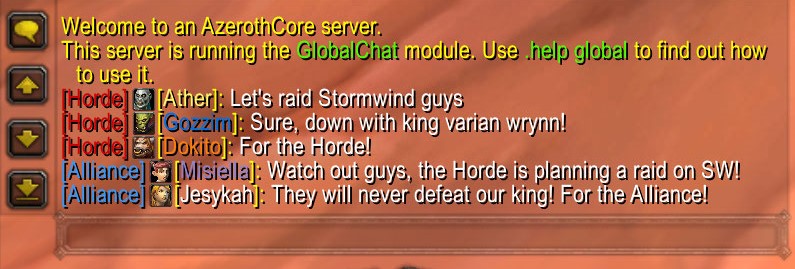 Welcome to an AzerothCore server.
This server is running the GlobalChat module. Use .help global to find out how
to use it.
[Horde] [Ather]: Let's raid Stormwind guys
[Horde] [Gozzim]: Sure, down with king varian wrynn!
[Horde] [Dokito]: For the Horde!
[Alliance] [Misiella]: Watch out guys, the Horde is planning a raid on SW!
[Alliance] [Jesykah]: They will never defeat our king! For the Alliance!